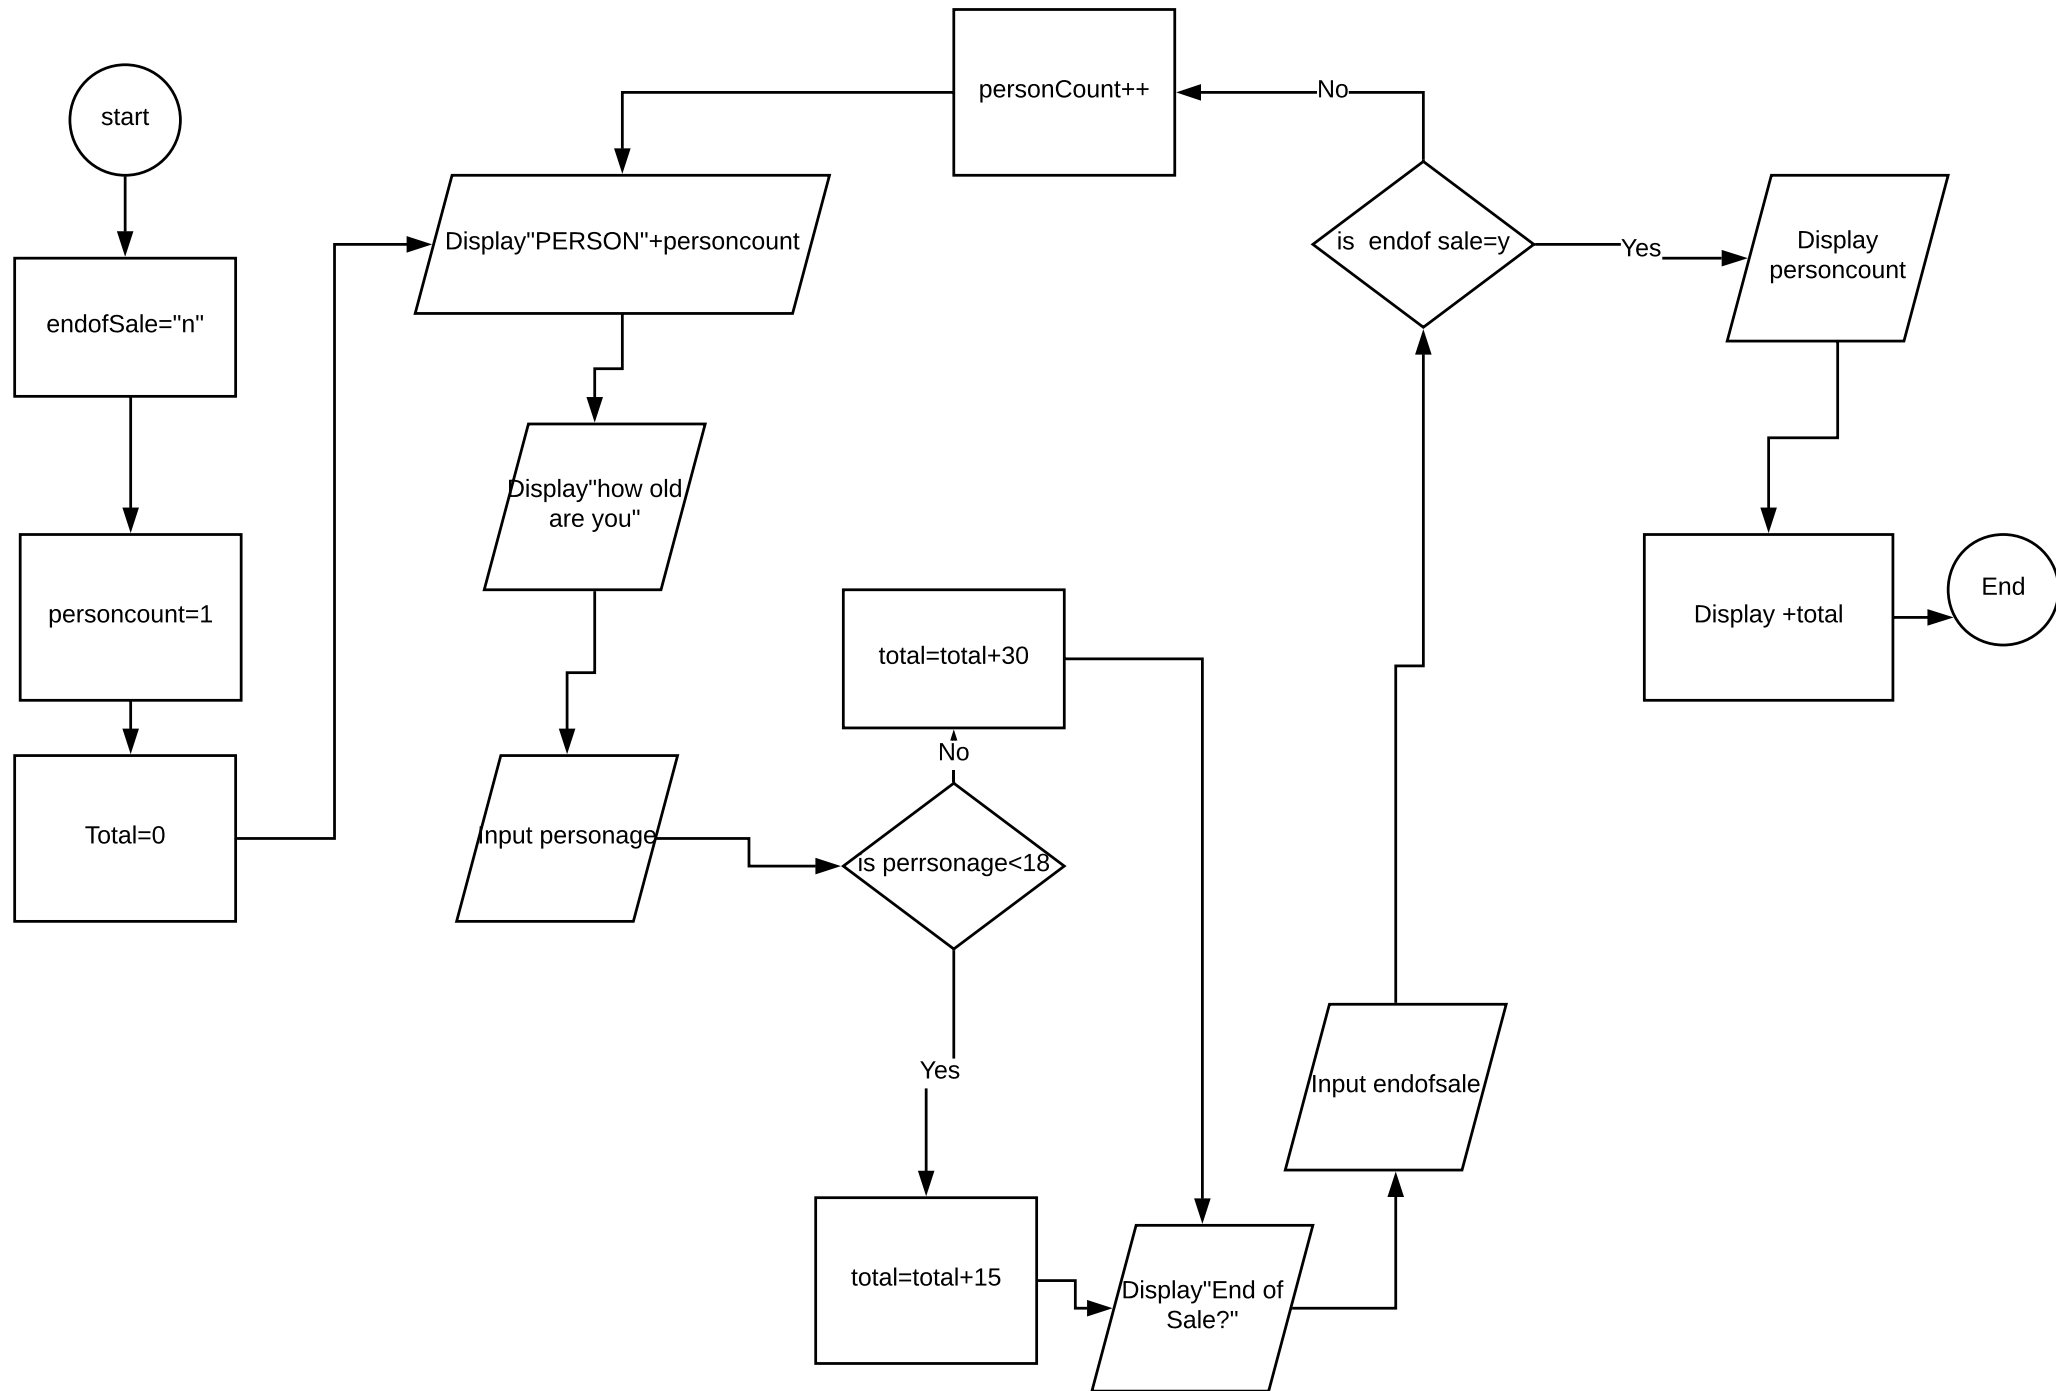 start
endofSale="n"
personcount=1
Total=0
Display"PERSON"+personcount
Display"how old
are you"
Input personage
is perrsonage<18
No
total=total+30
Yes
total=total+15
Display"End of
Sale?"
Input endofsale
is  endof sale=y
No
personCount++
Yes
Display
personcount
Display +total
End